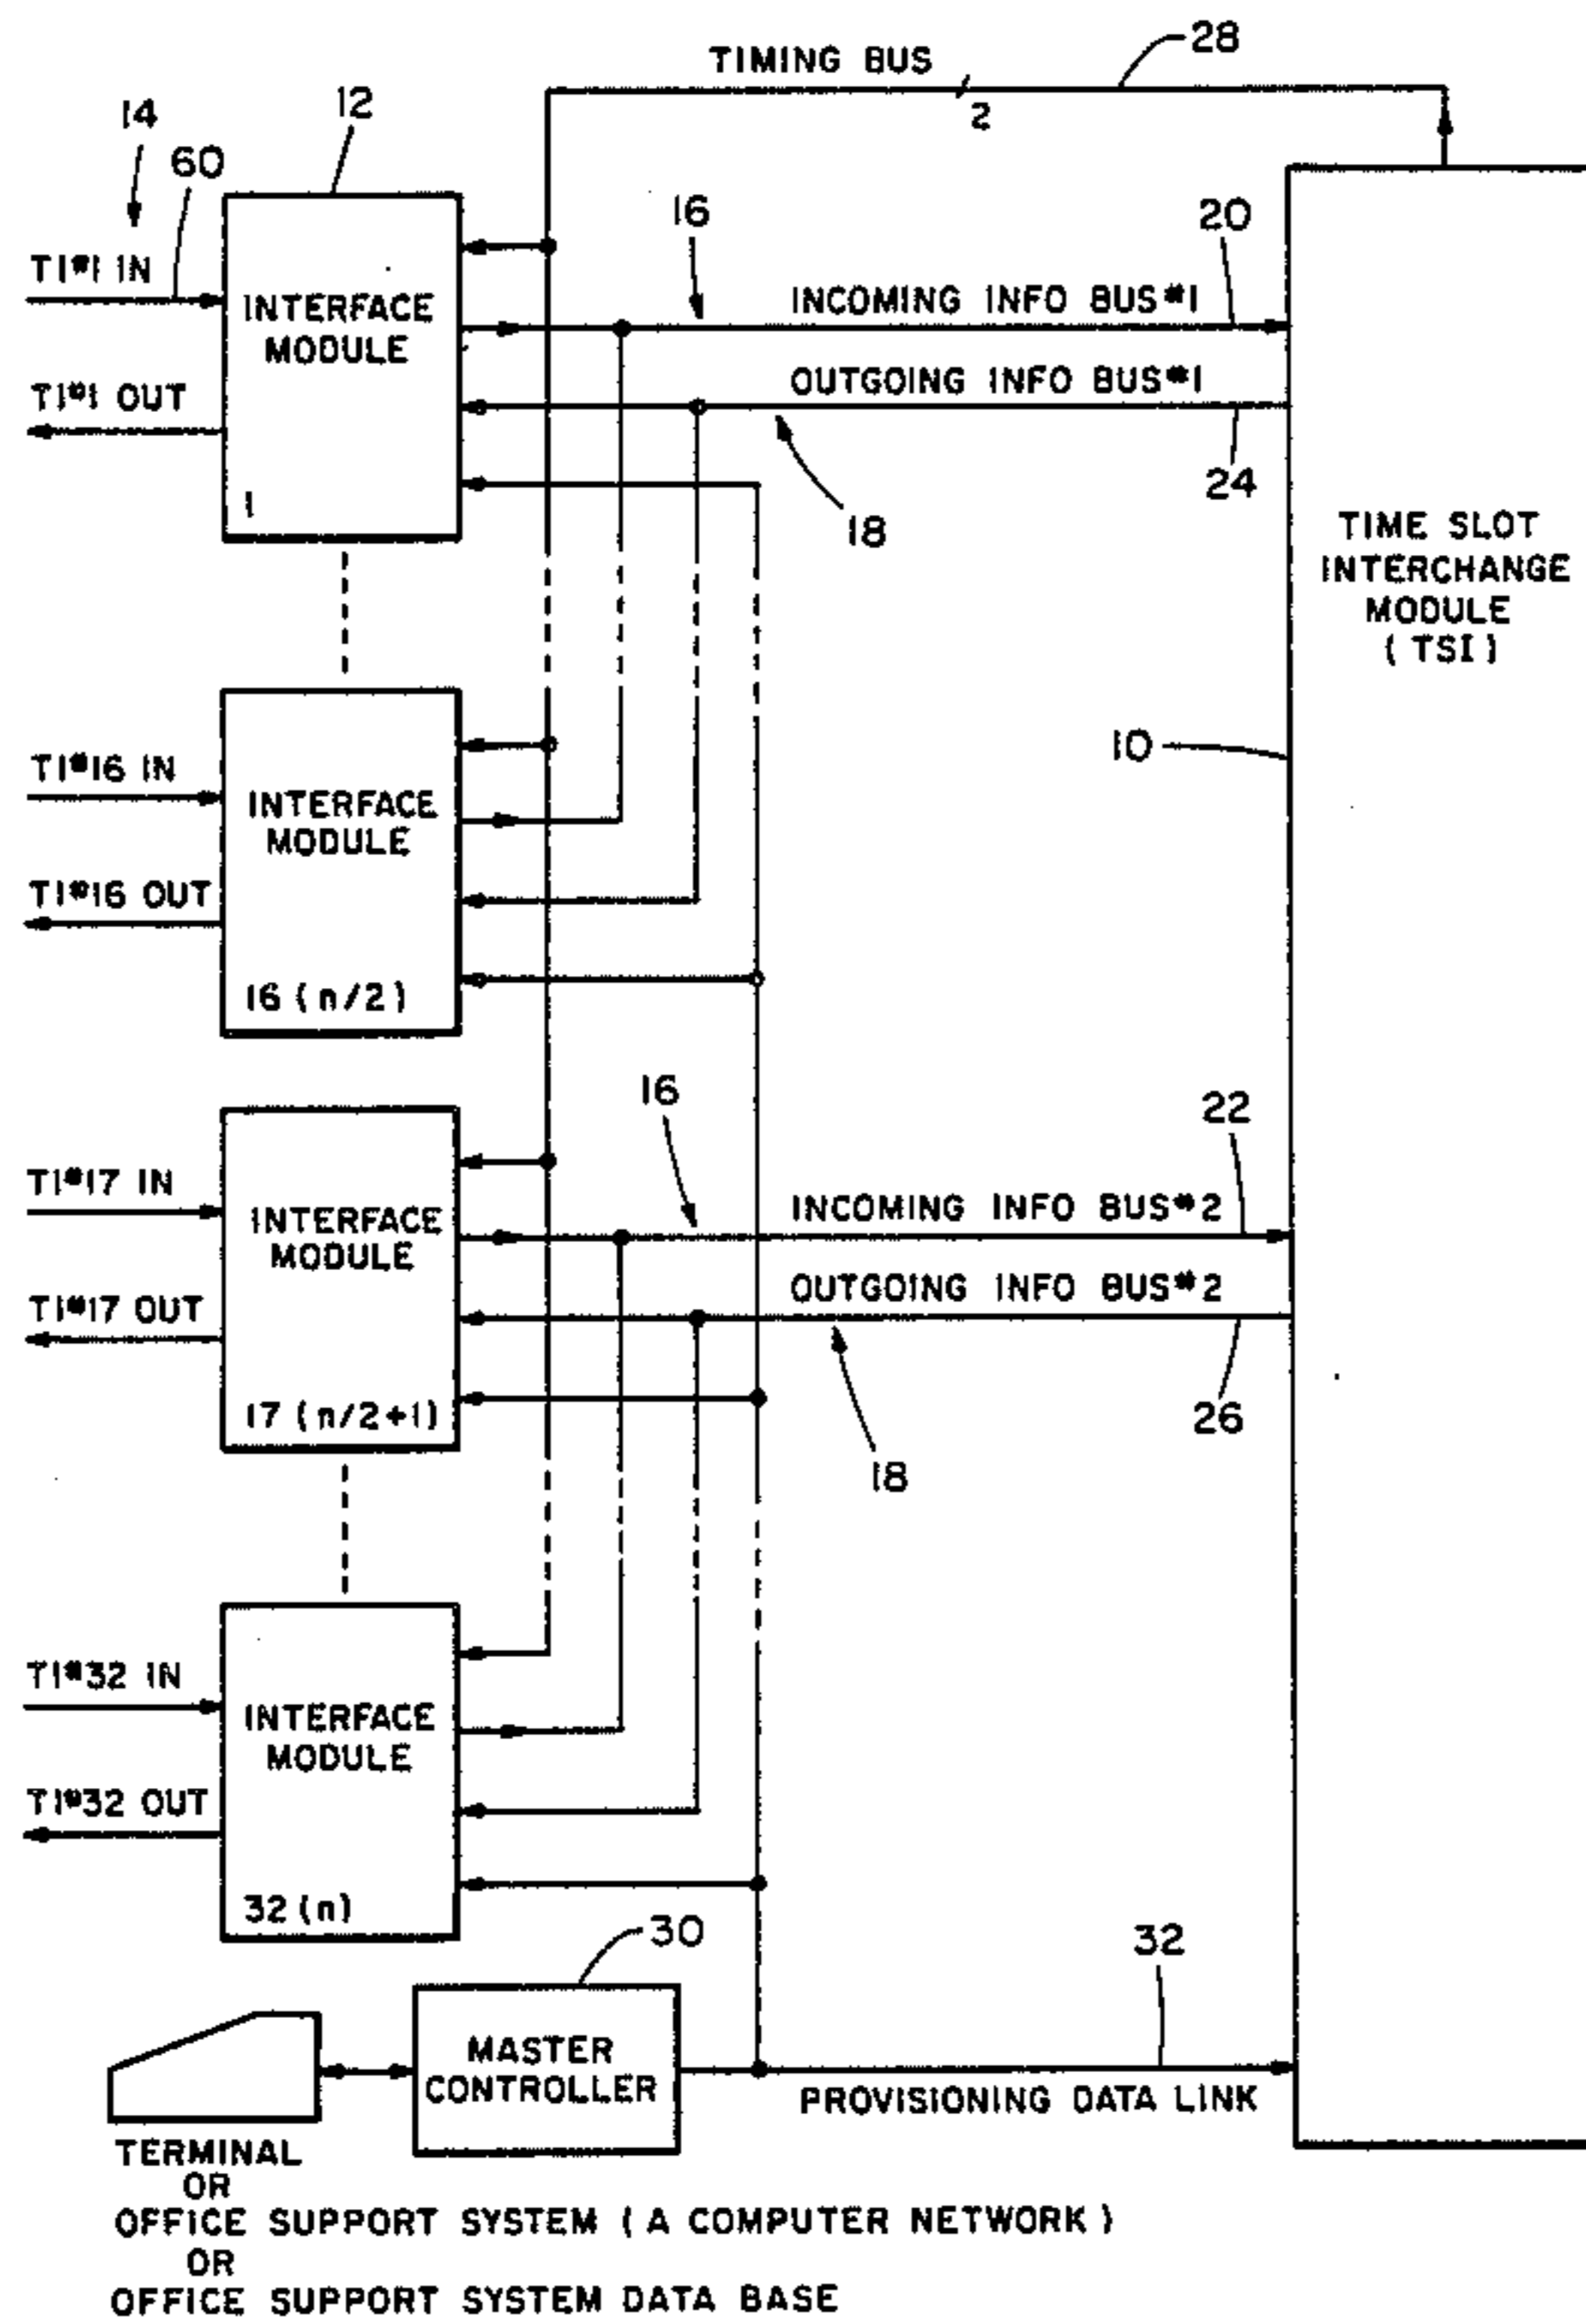 TIMING BUS
28
2
14
12
60
16
20
T1#1 IN
INTERFACE
MODULE
INCOMING INFO BUS#1
T1#1 OUT
OUTGOING INFO BUS#1
1
18
24
TIME SLOT
INTERCHANGE
MODULE
(TSI)
10
T1#16 IN
INTERFACE
MODULE
T1#16 OUT
16 (n/2)
16
22
T1#17 IN
INTERFACE
MODULE
INCOMING INFO BUS#2
T1#17 OUT
OUTGOING INFO BUS#2
17 (n/2+1)
18
26
T1#32 IN
INTERFACE
MODULE
T1#32 OUT
32 (n)
30
32
MASTER
CONTROLLER
PROVISIONING DATA LINK
TERMINAL
OR
OFFICE SUPPORT SYSTEM (A COMPUTER NETWORK)
OR
OFFICE SUPPORT SYSTEM DATA BASE